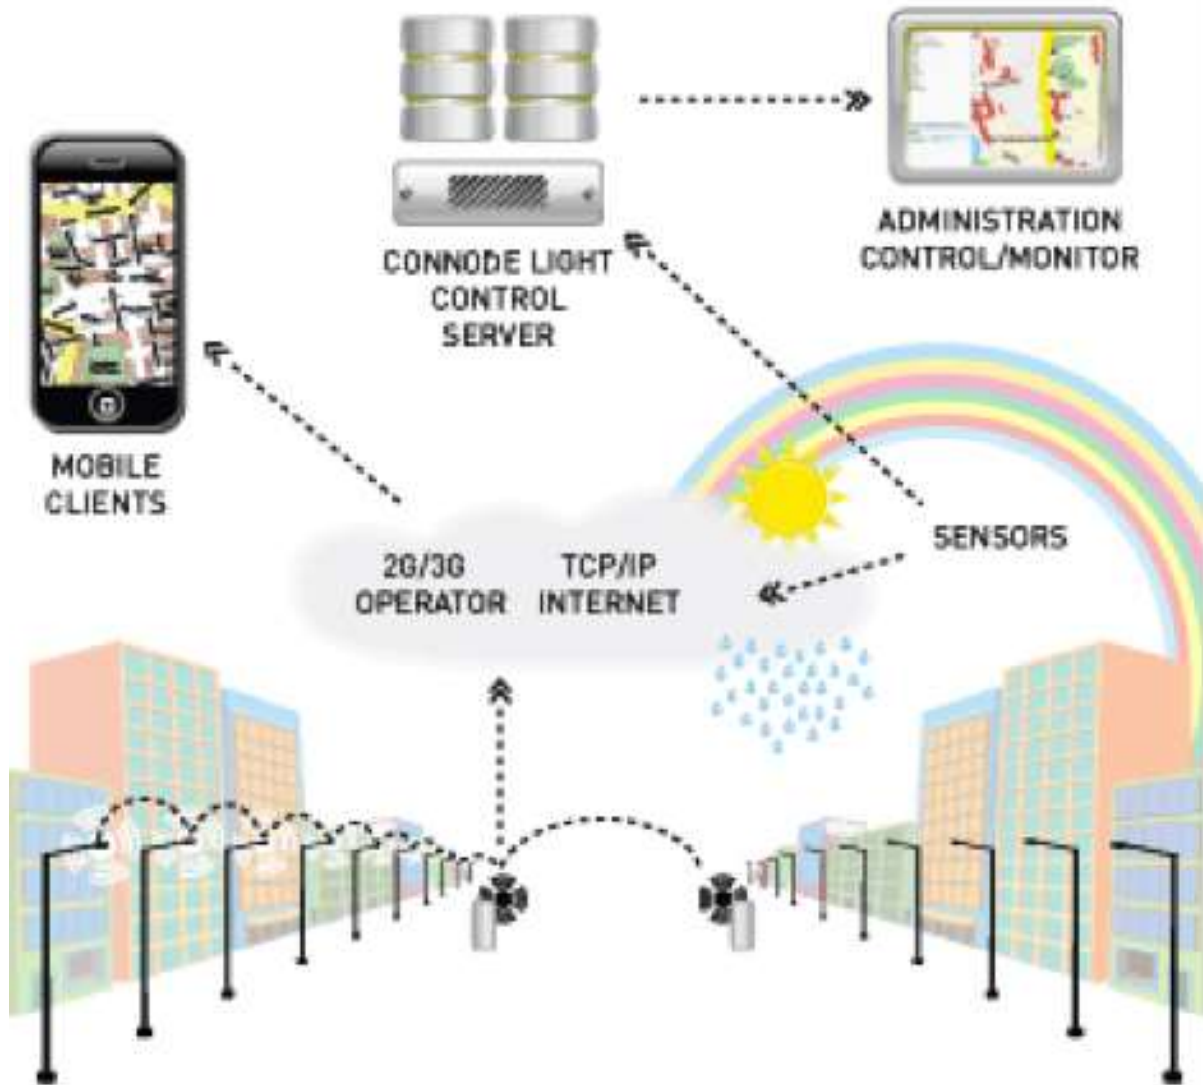 CONNODE LIGHT
CONTROL
SERVER
ADMINISTRATION
CONTROL/MONITOR
MOBILE
CLIENTS
SENSORS
2G/3G
OPERATOR
TCP/IP
INTERNET